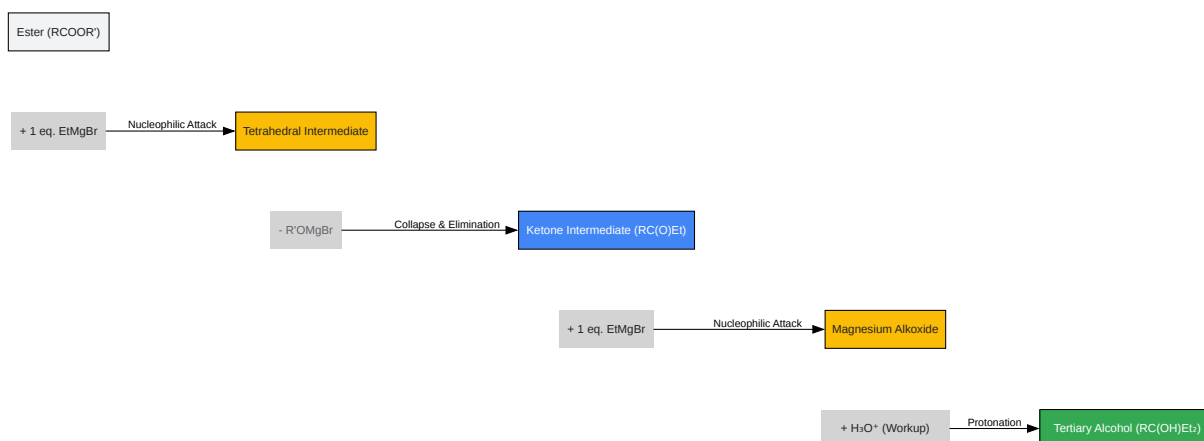 Ester (RCOOR')
+ 1 eq. EtMgBr
Nucleophilic Attack
Tetrahedral Intermediate
- R'OMgBr
Collapse & Elimination
Ketone Intermediate (RC(O)Et)
+ 1 eq. EtMgBr
Nucleophilic Attack
Magnesium Alkoxide
+ H₃O⁺ (Workup)
Protonation
Tertiary Alcohol (RC(OH)Et₂)